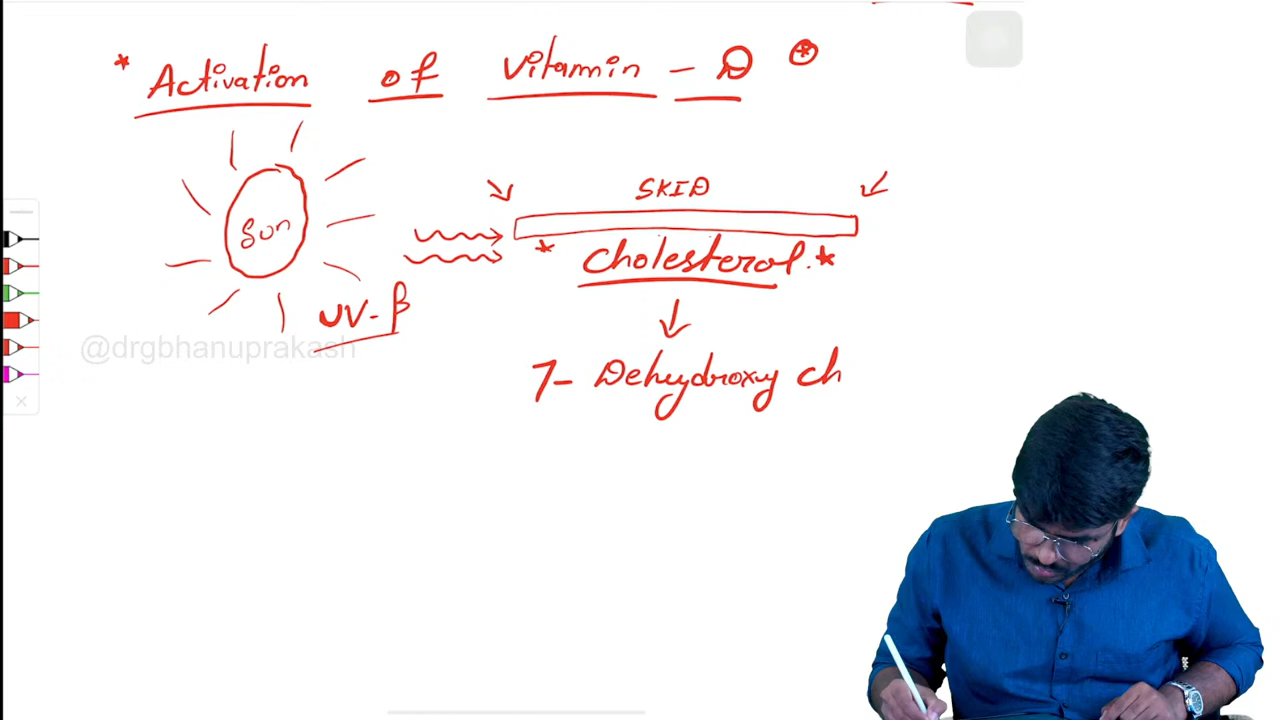 * Activation of Vitamin - D *
SKIN
Sun
* Cholesterol. *
UV-β
@drgbhanuprakash
7- Dehydroxy ch